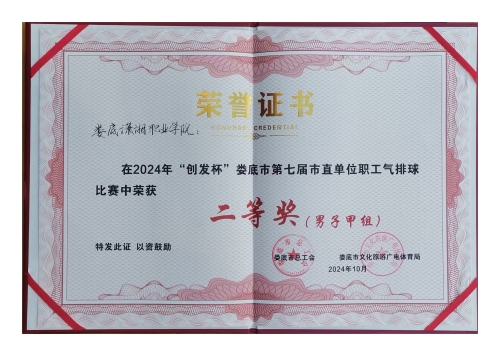 荣誉证书
HONORARY CREDENTIAL
娄底潇湘职业学院：
在2024年“创发杯”娄底市第七届市直单位职工气排球
比赛中荣获
二等奖（男子甲组）
特发此证 以资鼓励
娄底市总工会 娄底市文化旅游广电体育局
2024年10月